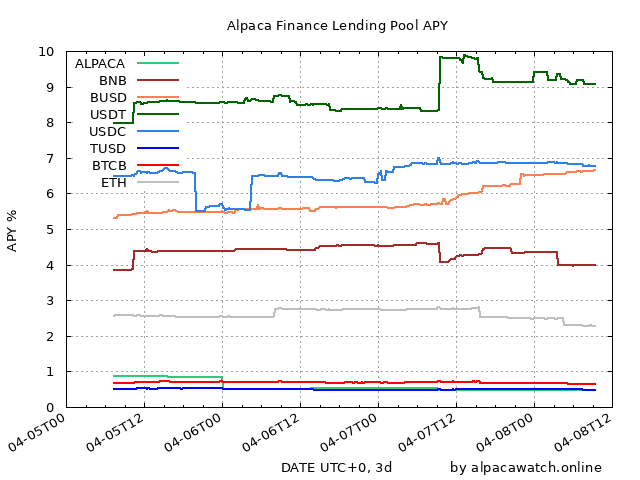 Alpaca Finance Lending Pool APY
APY %
10
9
8
7
6
5
4
3
2
1
0
ALPACA
BNB
BUSD
USDT
USDC
TUSD
BTCB
ETH
04-05T00
04-05T12
04-06T00
04-06T12
04-07T00
04-07T12
04-08T00
04-08T12
DATE UTC+0, 3d
by alpacawatch.online